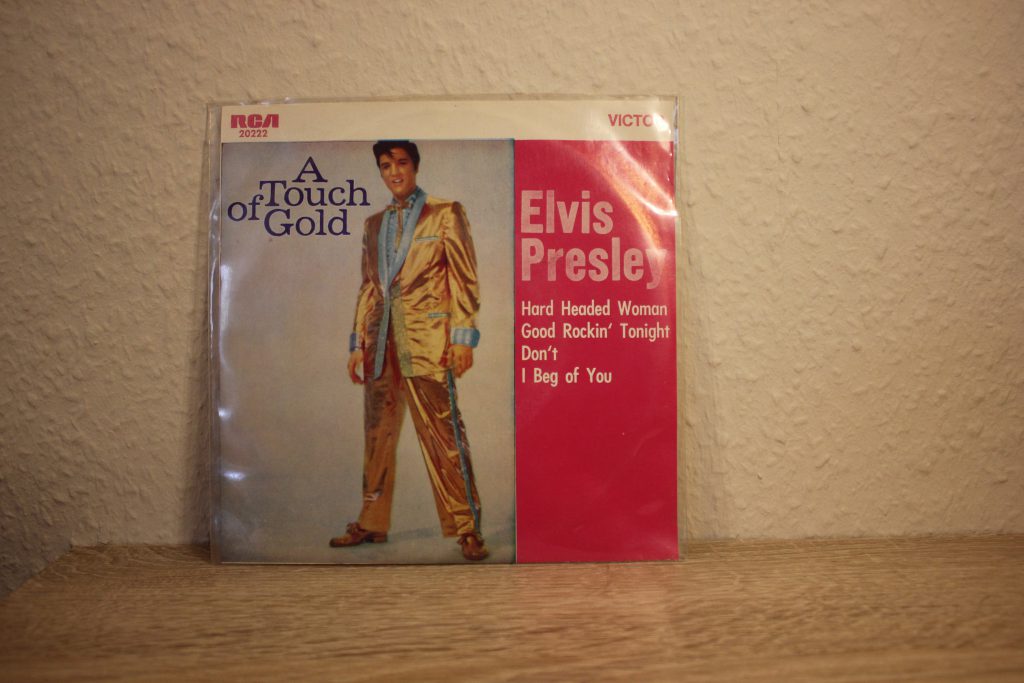 RCA
20222
VICTO
A
Touch
of Gold
Elvis
Presley
Hard Headed Woman
Good Rockin' Tonight
Don't
I Beg of You